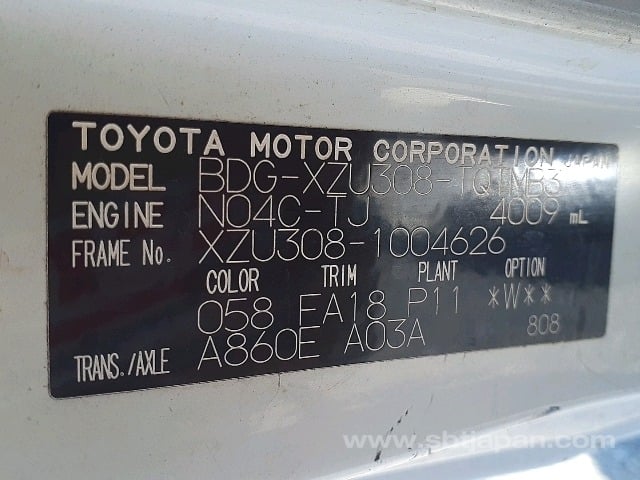 TOYOTA MOTOR CORPORATION JAPAN
MODEL BDG-XZU308-TQTMB3
ENGINE N04C-TJ 4009 mL
FRAME No. XZU308-1004626
COLOR TRIM PLANT OPTION
058 FA18 P11 *W**
TRANS./AXLE A860E A03A 808
www.sbtjapan.com